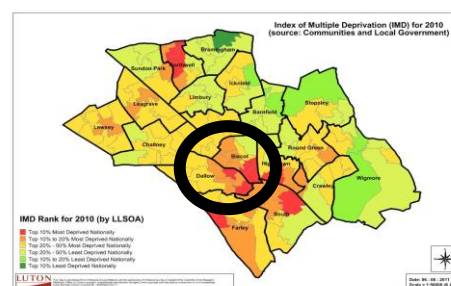 Index of Multiple Deprivation (IMD) for 2010
(source: Communities and Local Government)
Bramingham
Northwell
Sundon Park
Icknield
Limbury
Leagrave
Stopsley
Barnfield
Lewsey
Challney
Biscot
Round Green
High Town
Dallow
Wigmore
Crawley
IMD Rank for 2010 (by LLSOA)
South
Farley
Top 10% Most Deprived Nationally
Top 10% to 20% Most Deprived Nationally
Top 20% - 50% Most Deprived Nationally
Top 20% - 50% Least Deprived Nationally
Top 10% to 20% Least Deprived Nationally
Top 10% Least Deprived Nationally
LUTON